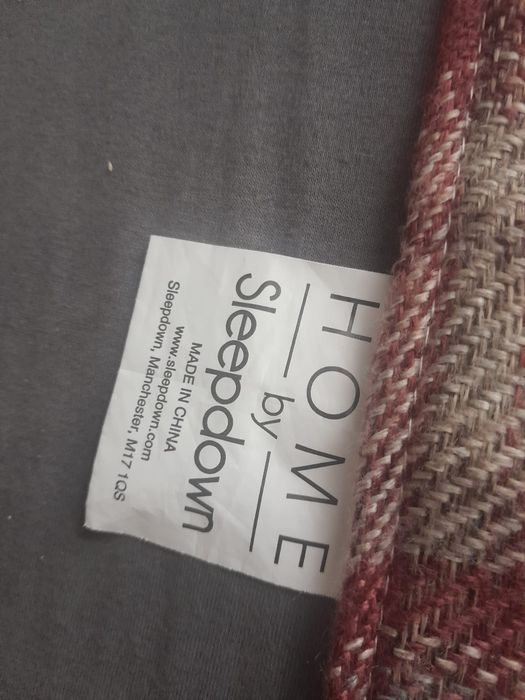 HOME
by
Sleepdown
MADE IN CHINA
www.sleepdown.com
Sleepdown, Manchester, M17 1QS